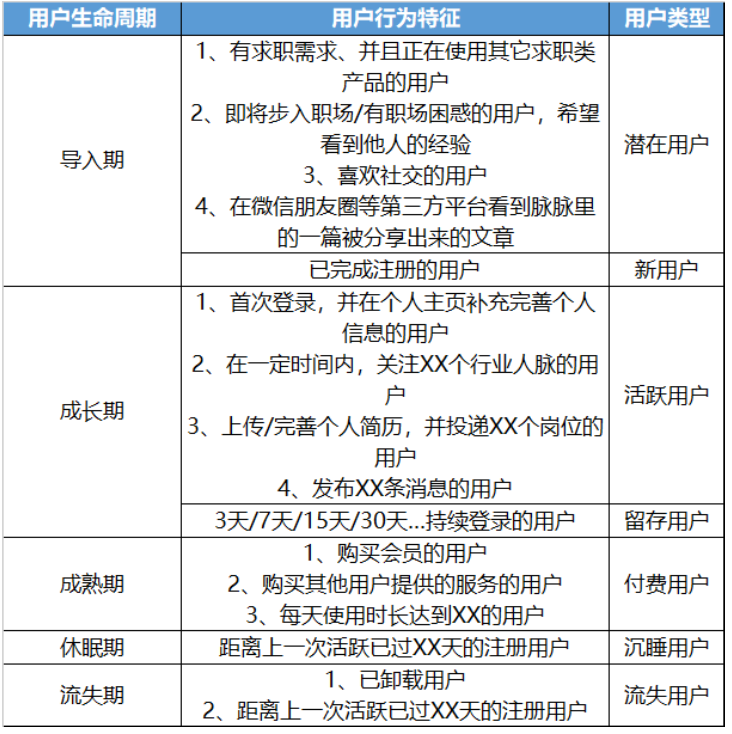 用户生命周期 用户行为特征 用户类型
导入期
1、有求职需求、并且正在使用其它求职类
产品的用户
2、即将步入职场/有职场困惑的用户，希望
看到他人的经验
3、喜欢社交的用户
4、在微信朋友圈等第三方平台看到脉脉里
的一篇被分享出来的文章
潜在用户
已完成注册的用户 新用户
成长期
1、首次登录，并在个人主页补充完善个人
信息的用户
2、在一定时间内，关注XX个行业人脉的用
户
3、上传/完善个人简历，并投递XX个岗位的
用户
4、发布XX条消息的用户
活跃用户
3天/7天/15天/30天...持续登录的用户 留存用户
成熟期
1、购买会员的用户
2、购买其他用户提供的服务的用户
3、每天使用时长达到XX的用户
付费用户
休眠期 距离上一次活跃已过XX天的注册用户 沉睡用户
流失期
1、已卸载用户
2、距离上一次活跃已过XX天的注册用户
流失用户